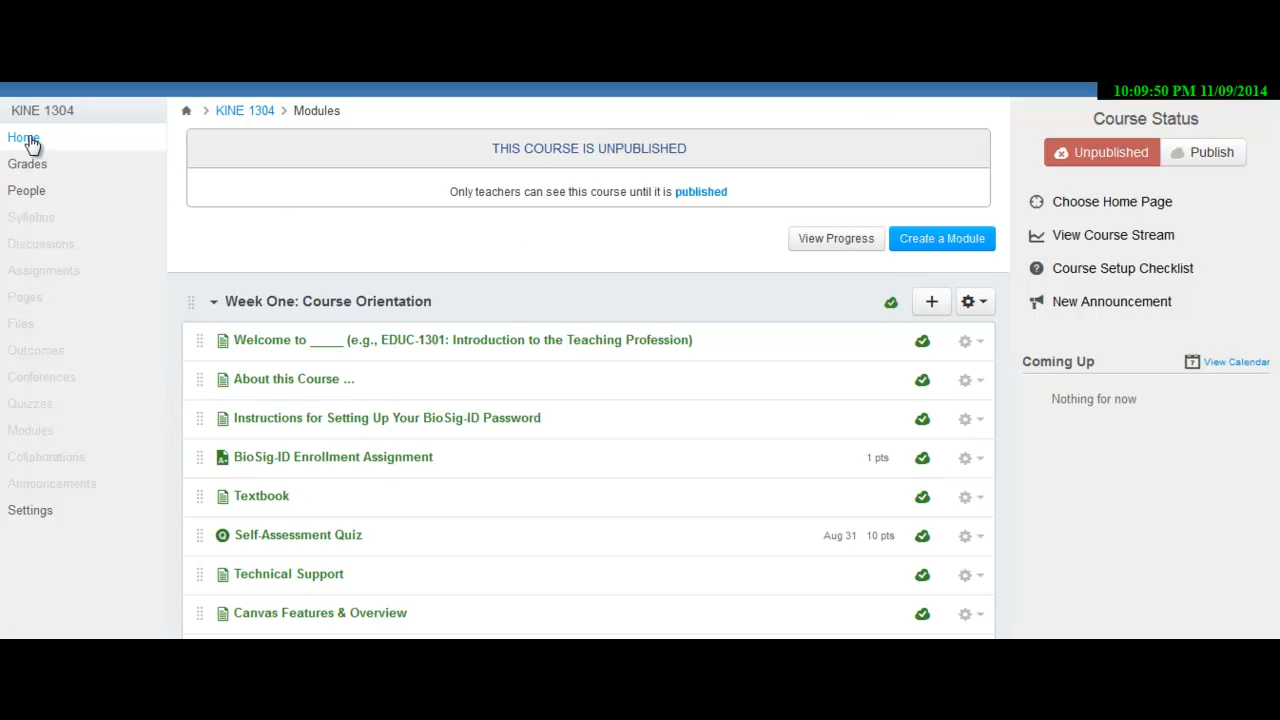 10:09:50 PM 11/09/2014
KINE 1304
Home
Grades
People
Syllabus
Discussions
Assignments
Pages
Files
Outcomes
Conferences
Quizzes
Modules
Collaborations
Announcements
Settings
> KINE 1304 > Modules
THIS COURSE IS UNPUBLISHED
Only teachers can see this course until it is published
View Progress
Create a Module
Week One: Course Orientation
Welcome to _____ (e.g., EDUC-1301: Introduction to the Teaching Profession)
About this Course ...
Instructions for Setting Up Your BioSig-ID Password
BioSig-ID Enrollment Assignment 1 pts
Textbook
Self-Assessment Quiz Aug 31 10 pts
Technical Support
Canvas Features & Overview
Course Status
Unpublished Publish
Choose Home Page
View Course Stream
Course Setup Checklist
New Announcement
Coming Up 7 View Calendar
Nothing for now